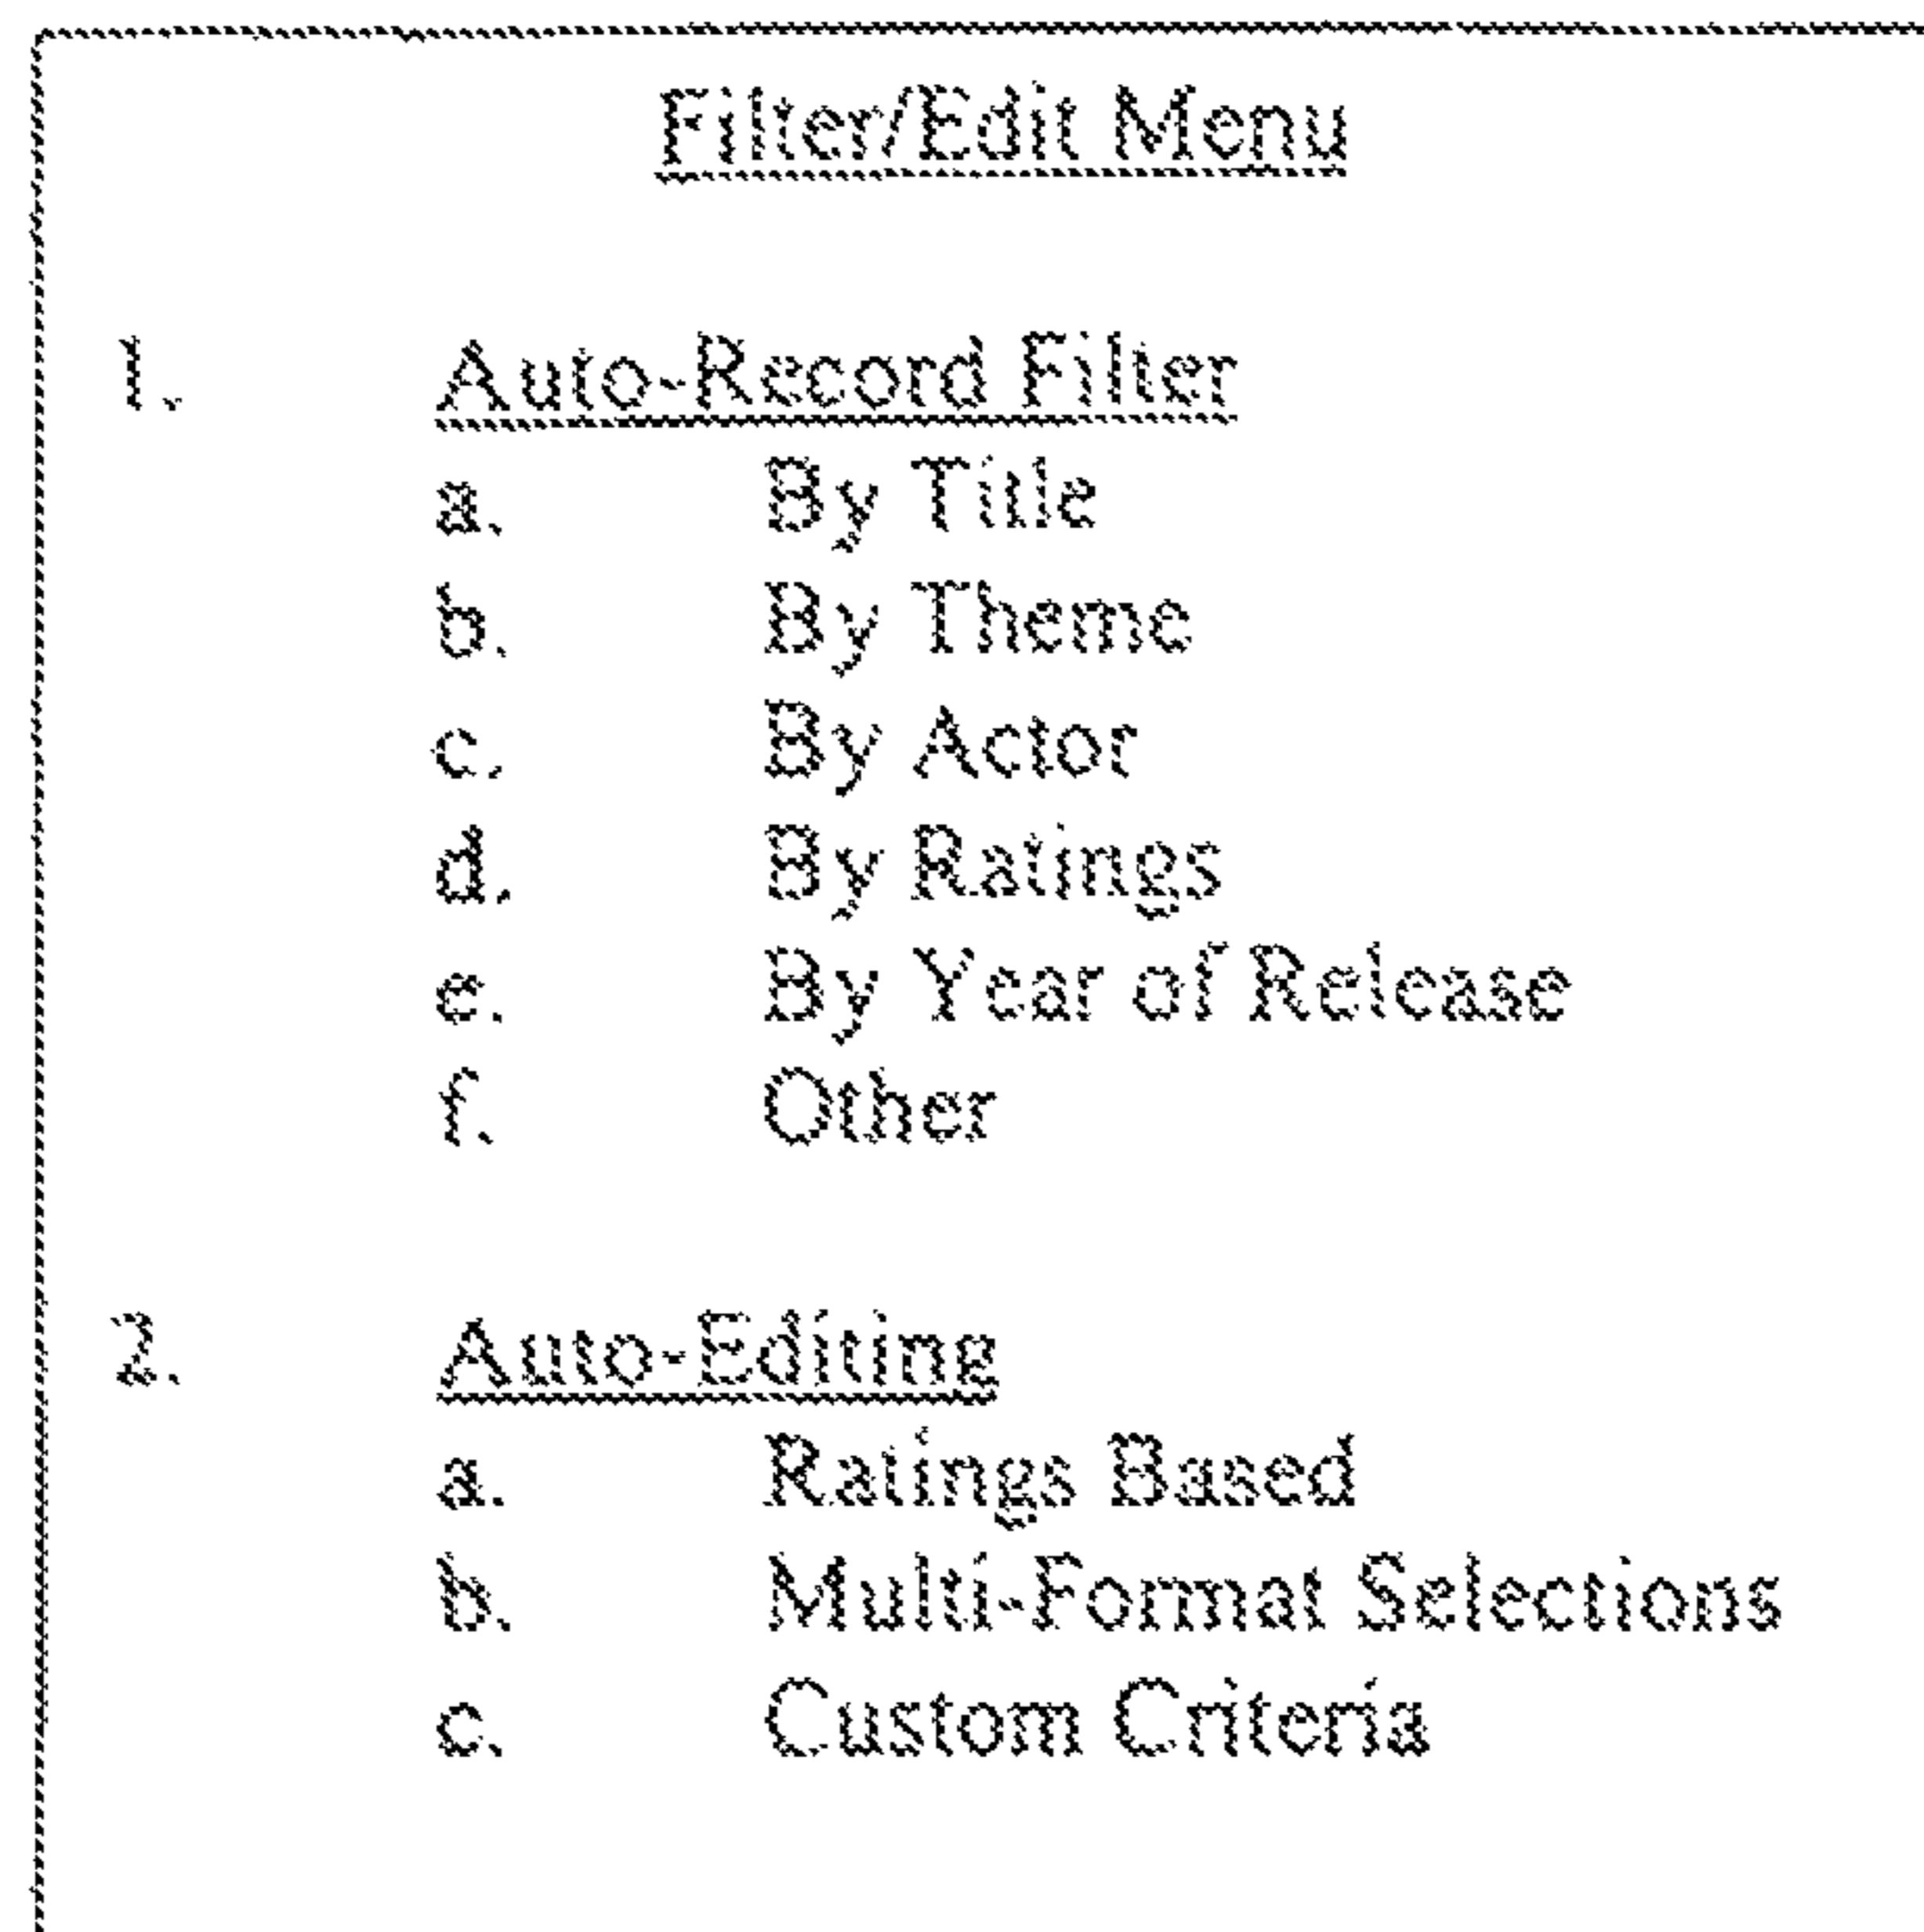 Filter/Edit Menu
1. Auto-Record Filter
a. By Title
b. By Theme
c. By Actor
d. By Ratings
e. By Year of Release
f. Other
2. Auto-Editing
a. Ratings Based
b. Multi-Format Selections
c. Custom Criteria